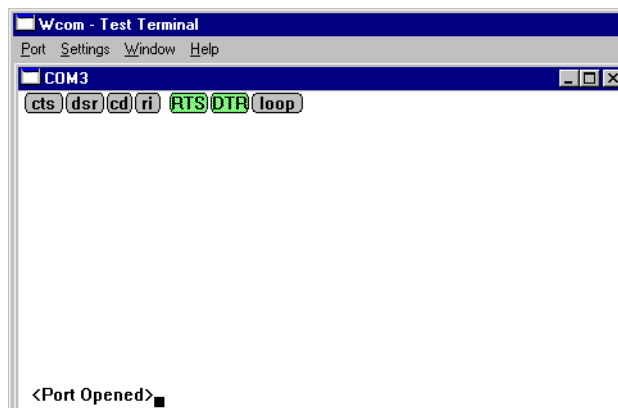 Wcom - Test Terminal
Port Settings Window Help
COM3
cts dsr cd ri RTS DTR loop
<Port Opened>